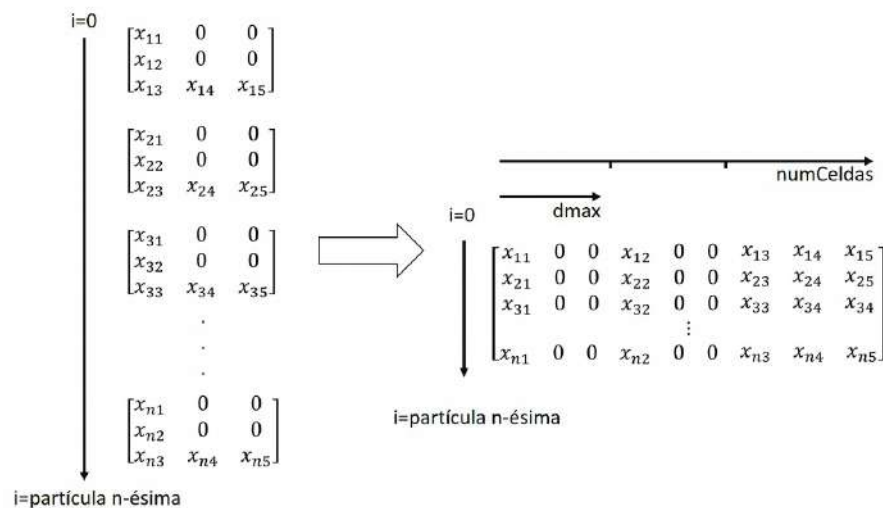 i=0
x11 0 0
x12 0 0
x13 x14 x15
x21 0 0
x22 0 0
x23 x24 x25
x31 0 0
x32 0 0
x33 x34 x35
.
.
.
.
xn1 0 0
xn2 0 0
xn3 xn4 xn5
i=partícula n-ésima
numCeldas
dmax
i=0
x11 0 0 x12 0 0 x13 x14 x15
x21 0 0 x22 0 0 x23 x24 x25
x31 0 0 x32 0 0 x33 x34 x34
⋮
xn1 0 0 xn2 0 0 xn3 xn4 xn5
i=partícula n-ésima